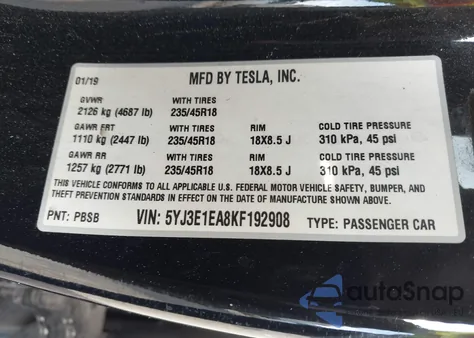 01/19 MFD BY TESLA, INC.
GVWR WITH TIRES
2126 kg (4687 lb) 235/45R18
GAWR FRT WITH TIRES RIM COLD TIRE PRESSURE
1110 kg (2447 lb) 235/45R18 18X8.5 J 310 kPa, 45 psi
GAWR RR WITH TIRES RIM COLD TIRE PRESSURE
1257 kg (2771 lb) 235/45R18 18X8.5 J 310 kPa, 45 psi
THIS VEHICLE CONFORMS TO ALL APPLICABLE U.S. FEDERAL MOTOR VEHICLE SAFETY, BUMPER, AND
THEFT PREVENTION STANDARDS IN EFFECT ON THE DATE OF MANUFACTURE SHOWN ABOVE.
PNT: PBSB VIN: 5YJ3E1EA8KF192908 TYPE: PASSENGER CAR
autoSnap